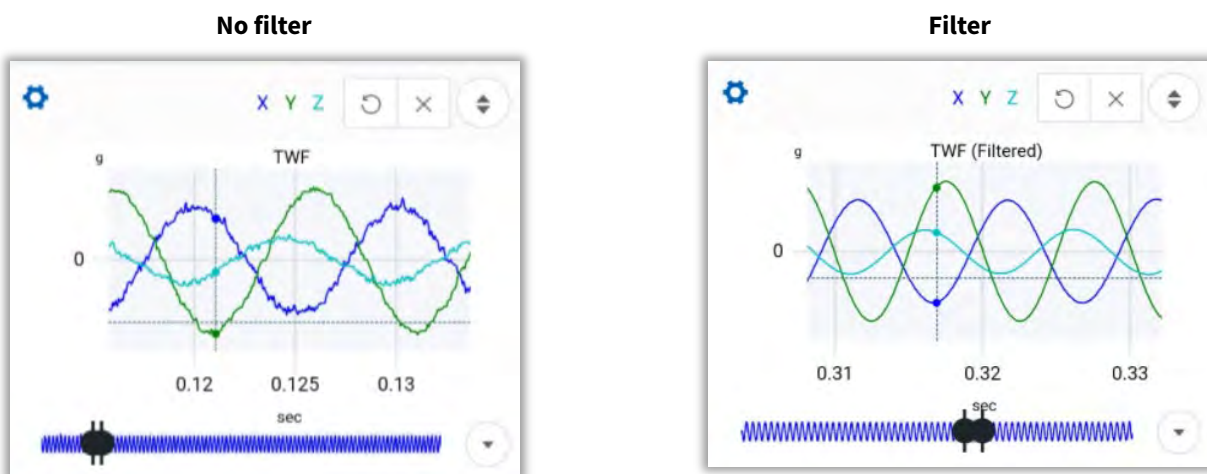 No filter
X Y Z
g
TWF
0
0.12 0.125 0.13
sec
Filter
X Y Z
g
TWF (Filtered)
0
0.31 0.32 0.33
sec